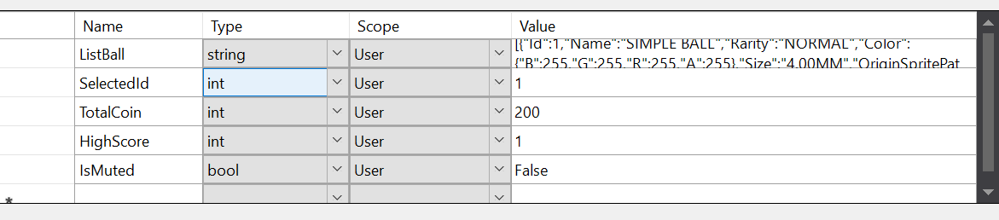 Name Type Scope Value
ListBall string User [{"Id":1,"Name":"SIMPLE BALL","Rarity":"NORMAL","Color":
{"B":255,"G":255,"R":255,"A":255},"Size":"4.00MM","OriginSpritePat
SelectedId int User 1
TotalCoin int User 200
HighScore int User 1
IsMuted bool User False
*